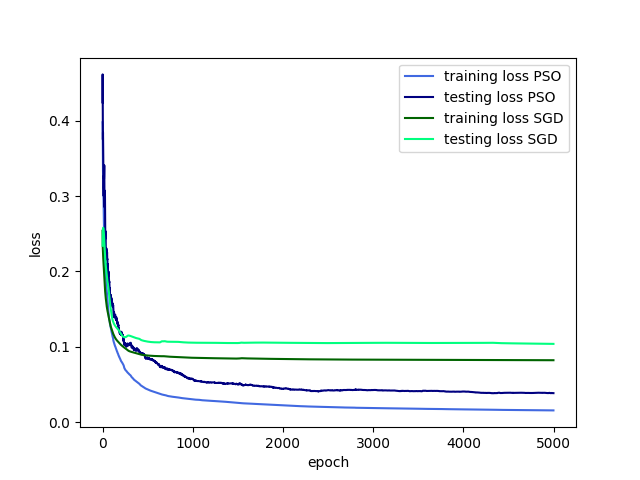 training loss PSO
testing loss PSO
training loss SGD
testing loss SGD
0.4
0.3
0.2
0.1
0.0
loss
0 1000 2000 3000 4000 5000
epoch